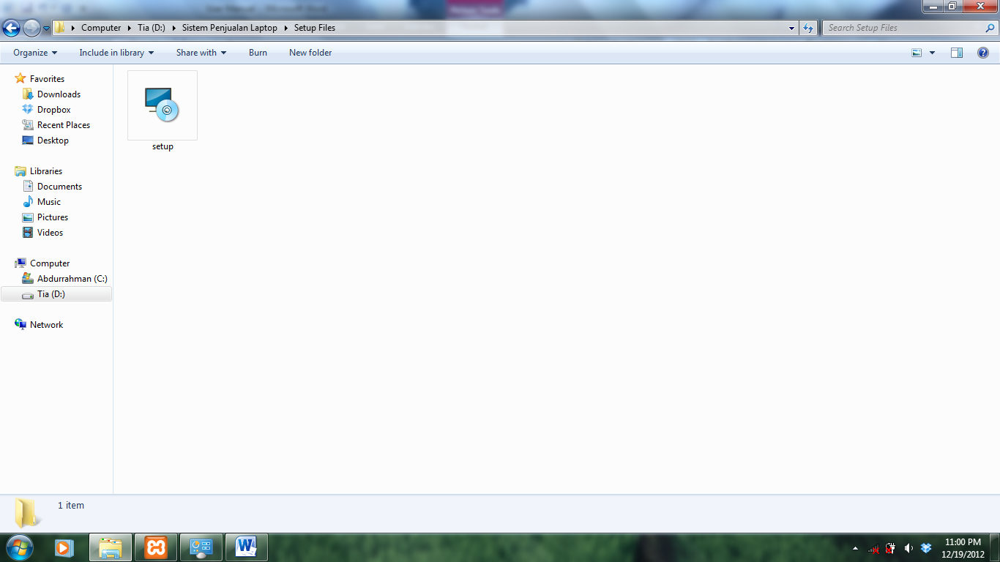 Computer Tia (D:) Sistem Penjualan Laptop Setup Files Search Setup Files
Organize Include in library Share with Burn New folder
Favorites
Downloads
Dropbox
Recent Places
Desktop
Libraries
Documents
Music
Pictures
Videos
Computer
Abdurrahman (C:)
Tia (D:)
Network
setup
1 item
11:00 PM
12/19/2012